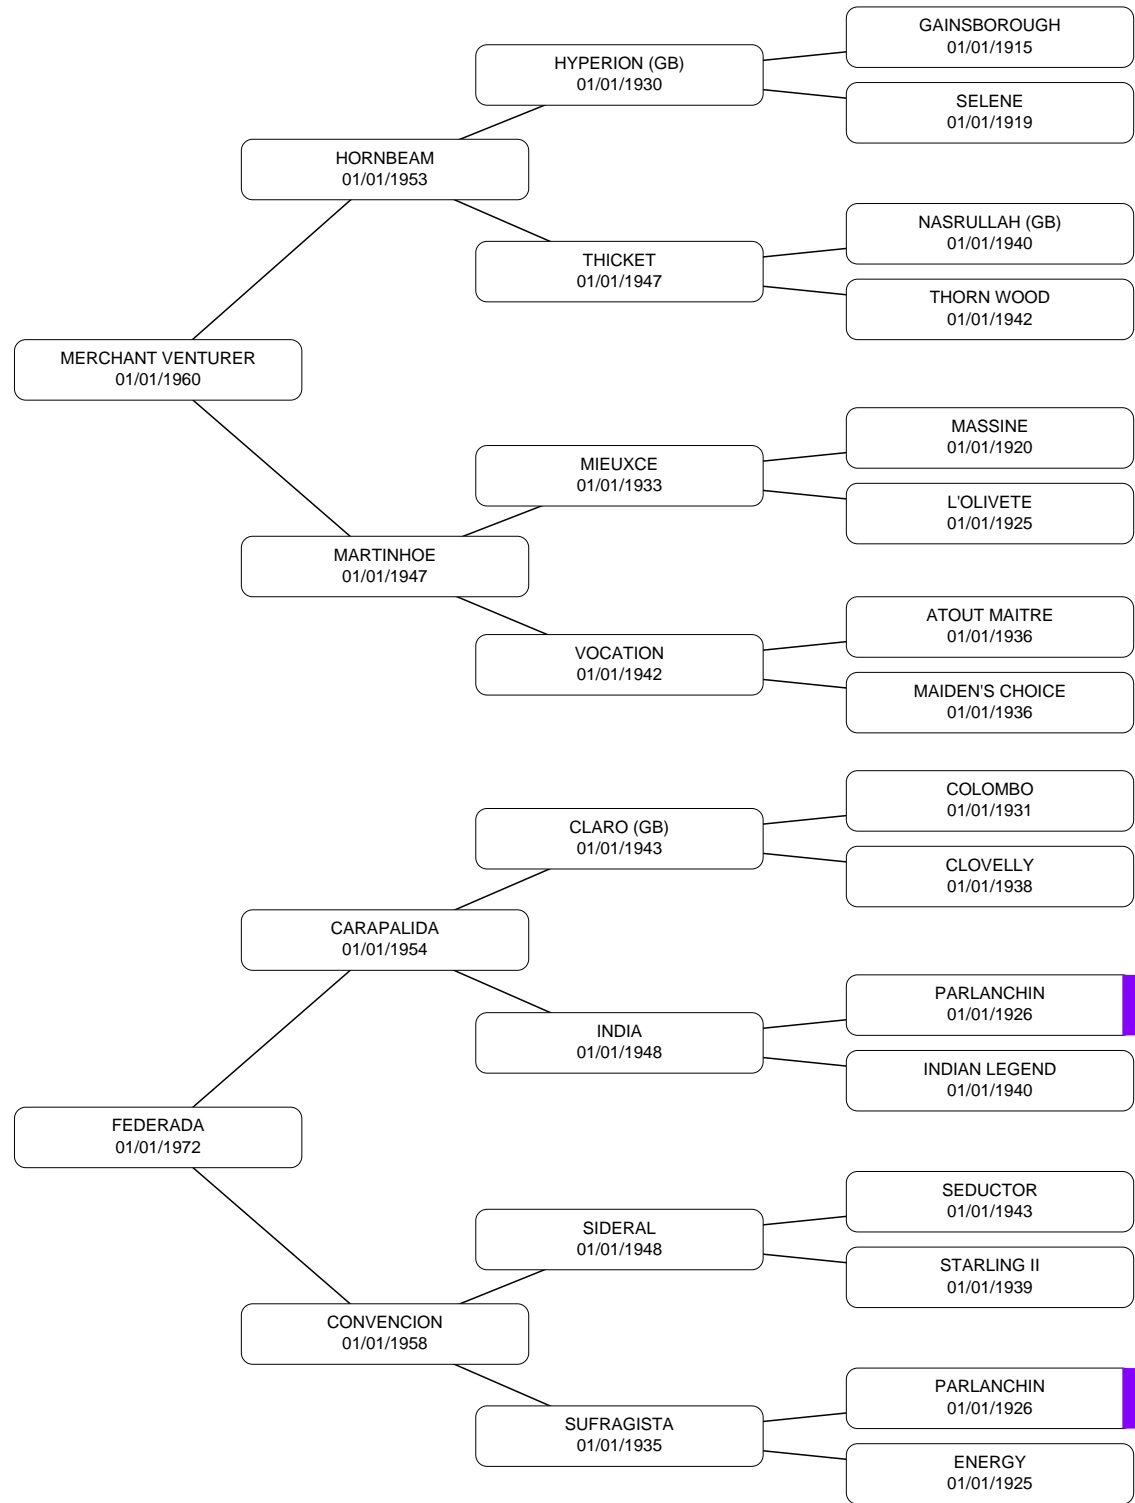 GAINSBOROUGH
01/01/1915
HYPERION (GB)
01/01/1930
SELENE
01/01/1919
HORNBEAM
01/01/1953
NASRULLAH (GB)
01/01/1940
THICKET
01/01/1947
THORN WOOD
01/01/1942
MERCHANT VENTURER
01/01/1960
MASSINE
01/01/1920
MIEUXCE
01/01/1933
L'OLIVETE
01/01/1925
MARTINHOE
01/01/1947
ATOUT MAITRE
01/01/1936
VOCATION
01/01/1942
MAIDEN'S CHOICE
01/01/1936
COLOMBO
01/01/1931
CLARO (GB)
01/01/1943
CLOVELLY
01/01/1938
CARAPALIDA
01/01/1954
PARLANCHIN
01/01/1926
INDIA
01/01/1948
INDIAN LEGEND
01/01/1940
FEDERADA
01/01/1972
SEDUCTOR
01/01/1943
SIDERAL
01/01/1948
STARLING II
01/01/1939
CONVENCION
01/01/1958
PARLANCHIN
01/01/1926
SUFRAGISTA
01/01/1935
ENERGY
01/01/1925